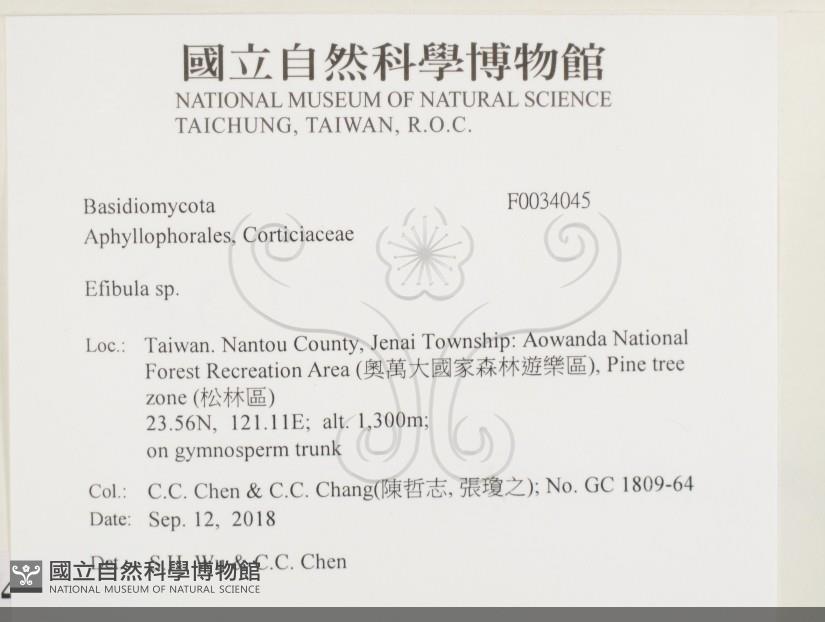 國立自然科學博物館
NATIONAL MUSEUM OF NATURAL SCIENCE
TAICHUNG, TAIWAN, R.O.C.
Basidiomycota F0034045
Aphyllophorales, Corticiaceae
Efibula sp.
Loc.: Taiwan. Nantou County, Jenai Township: Aowanda National
Forest Recreation Area (奧萬大國家森林遊樂區), Pine tree
zone (松林區)
23.56N, 121.11E; alt. 1,300m;
on gymnosperm trunk
Col.: C.C. Chen & C.C. Chang(陳哲志, 張瓊之); No. GC 1809-64
Date: Sep. 12, 2018
C.C. Chen
國立自然科學博物館
NATIONAL MUSEUM OF NATURAL SCIENCE